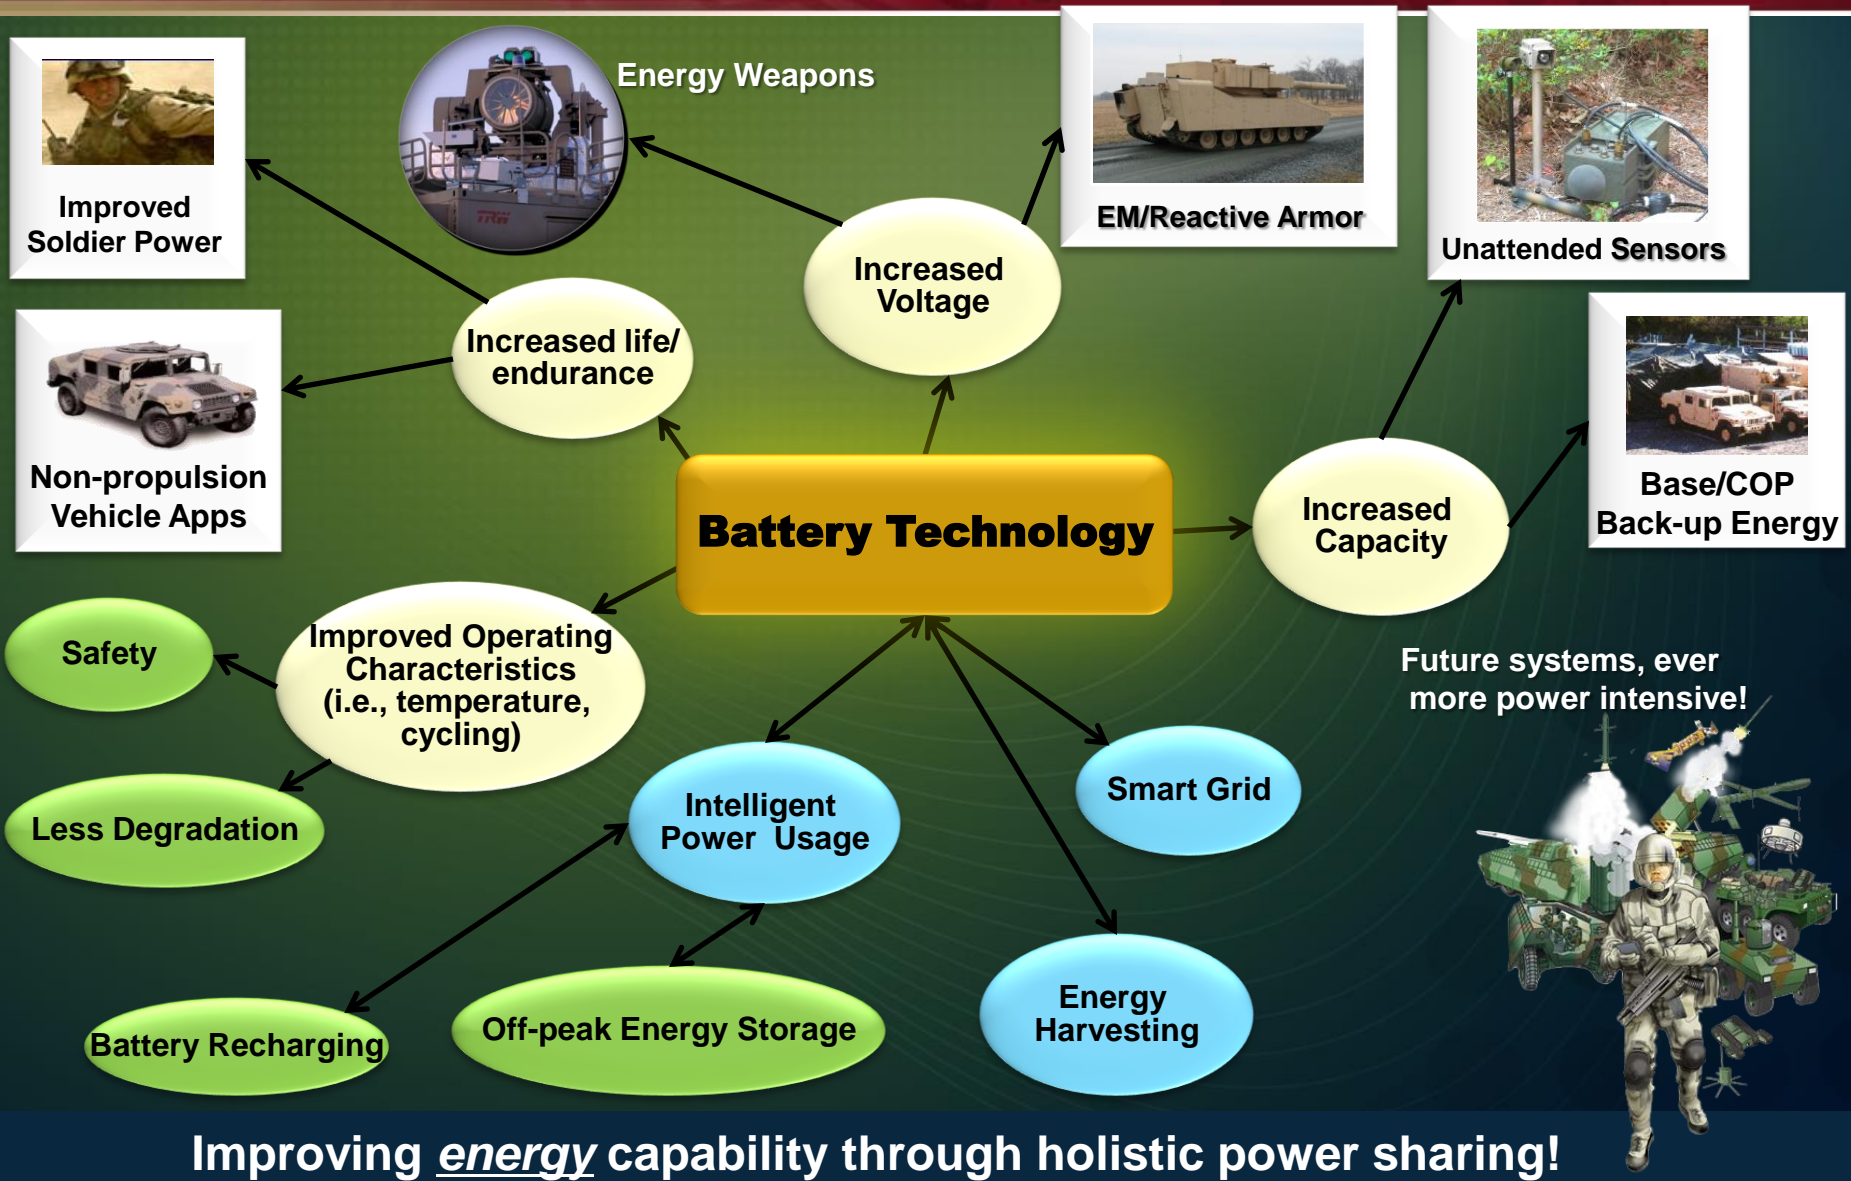 Energy Weapons
Improved
Soldier Power
TRW
EM/Reactive Armor
Unattended Sensors
Increased
Voltage
Increased life/
endurance
Non-propulsion
Vehicle Apps
Base/COP
Back-up Energy
Increased
Capacity
Battery Technology
Safety
Improved Operating
Characteristics
(i.e., temperature,
cycling)
Future systems, ever
more power intensive!
Less Degradation
Intelligent
Power Usage
Smart Grid
Battery Recharging
Off-peak Energy Storage
Energy
Harvesting
Improving energy capability through holistic power sharing!